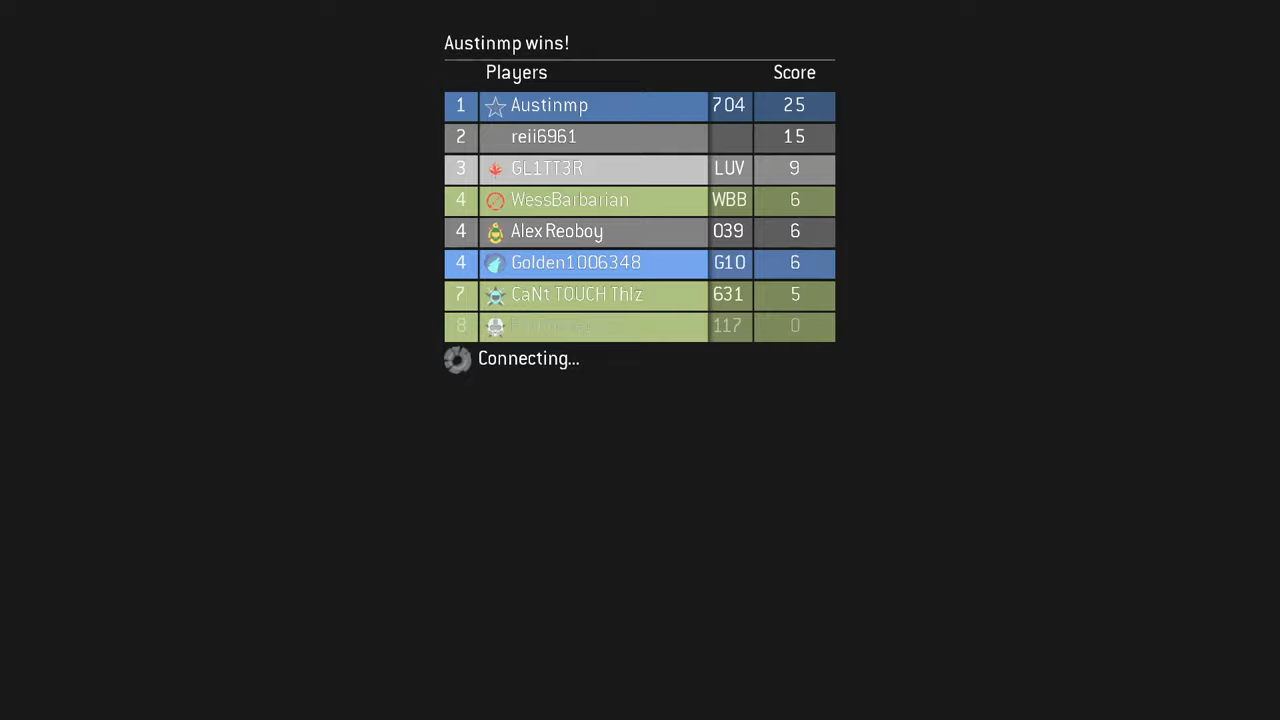 Austinmp wins!
Players Score
1 Austinmp 704 25
2 reii6961 15
3 GL1TT3R LUV 9
4 WessBarbarian WBB 6
4 Alex Reoboy 039 6
4 Golden1006348 G10 6
7 CaNt TOUCH ThIz 631 5
8 117 0
Connecting...